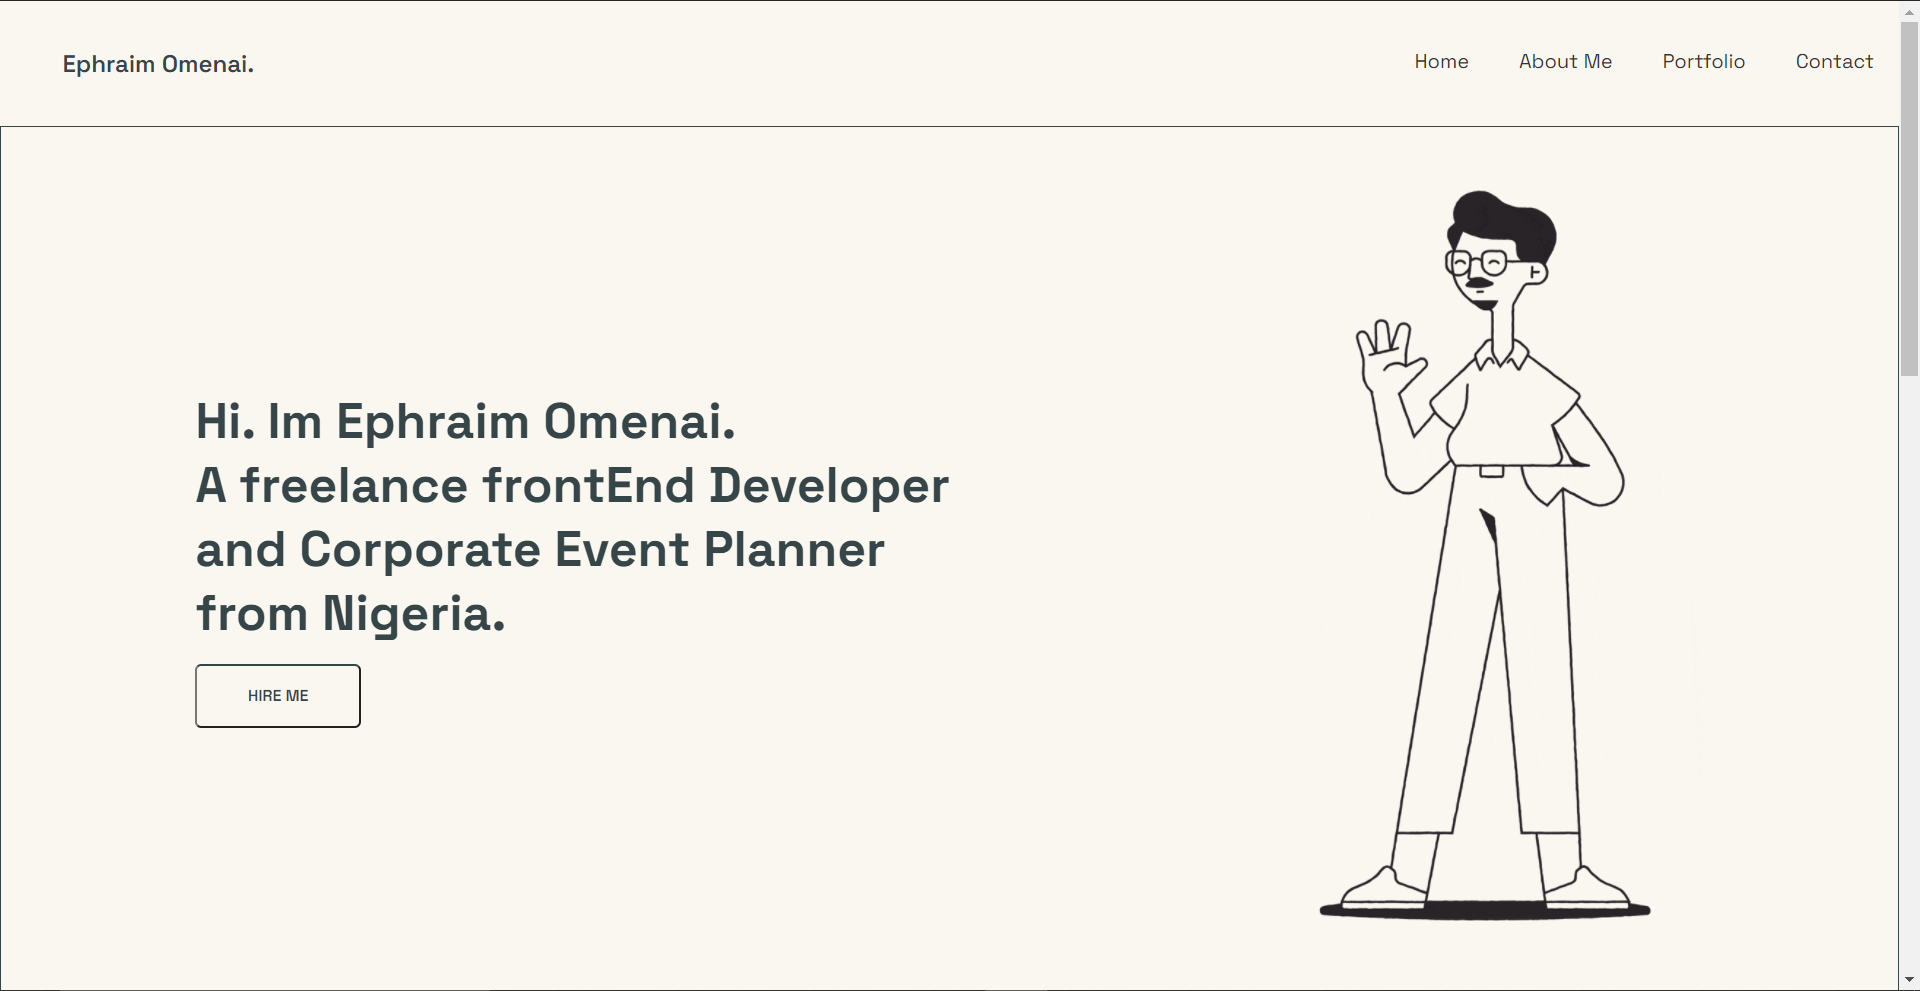 Ephraim Omenai.
Home About Me Portfolio Contact
Hi. Im Ephraim Omenai.
A freelance frontEnd Developer
and Corporate Event Planner
from Nigeria.
HIRE ME